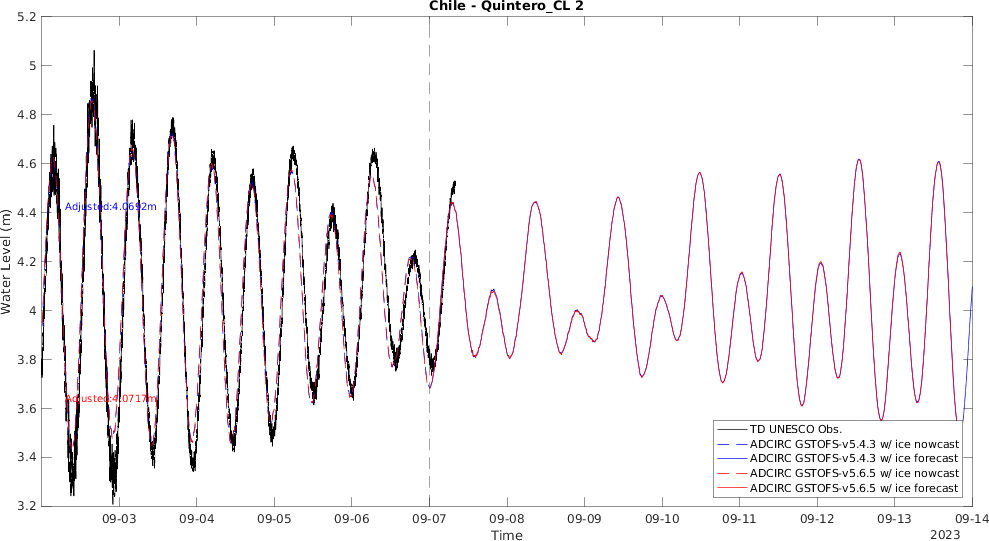 Chile - Quintero_CL 2
5.2
5
4.8
4.6
4.4
4.2
4
3.8
3.6
3.4
3.2
Water Level (m)
Adjusted:4.0692m
Adjusted:4.0717m
TD UNESCO Obs.
ADCIRC GSTOFS-v5.4.3 w/ ice nowcast
ADCIRC GSTOFS-v5.4.3 w/ ice forecast
ADCIRC GSTOFS-v5.6.5 w/ ice nowcast
ADCIRC GSTOFS-v5.6.5 w/ ice forecast
09-03 09-04 09-05 09-06 09-07 09-08 09-09 09-10 09-11 09-12 09-13 09-14
Time
2023